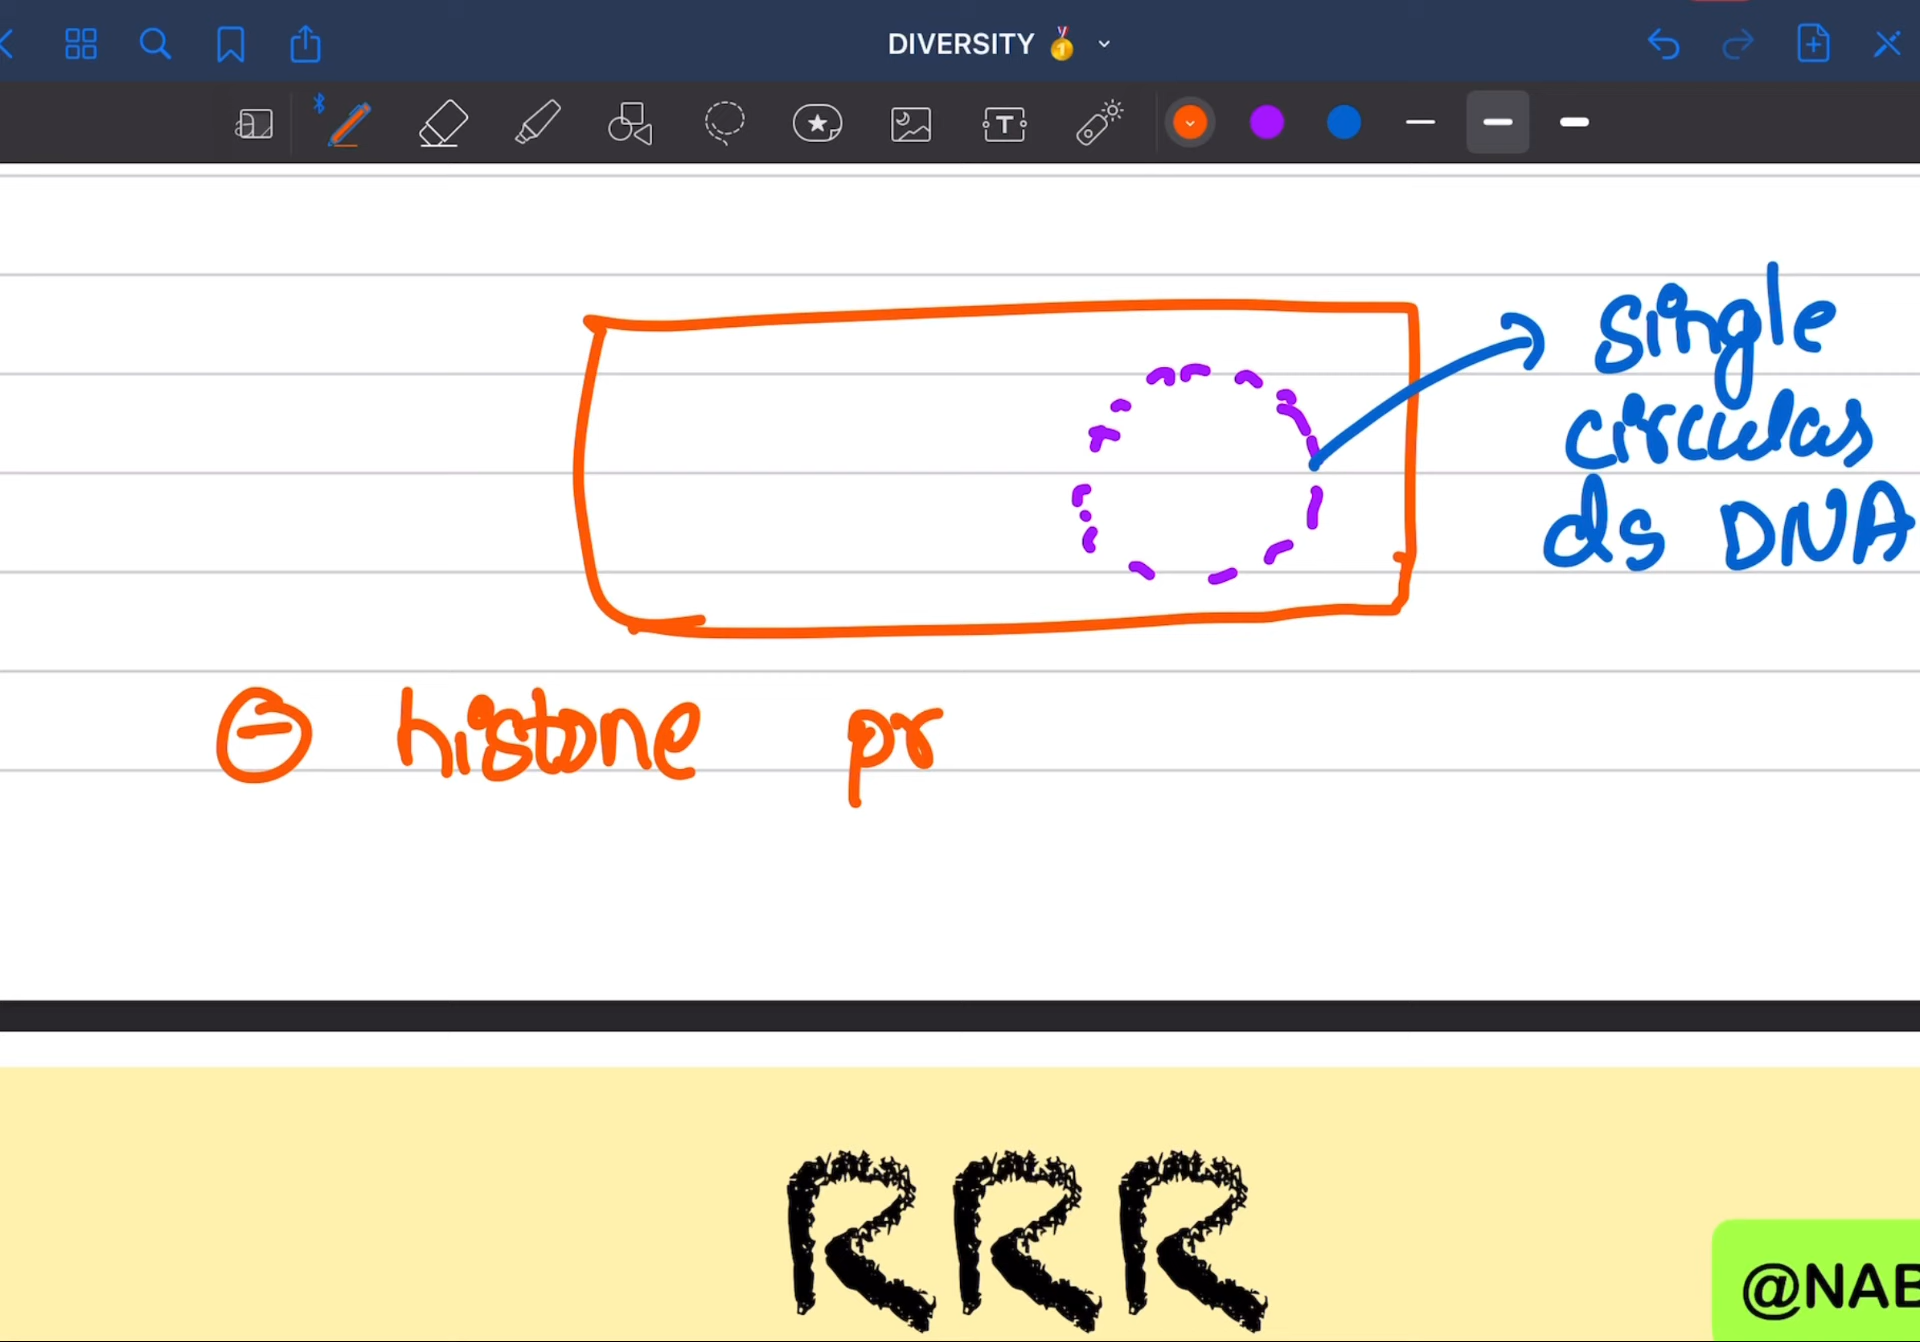 DIVERSITY 🏅
T
single
circular
ds DNA
⊖ histone pr
RRR
@NAB